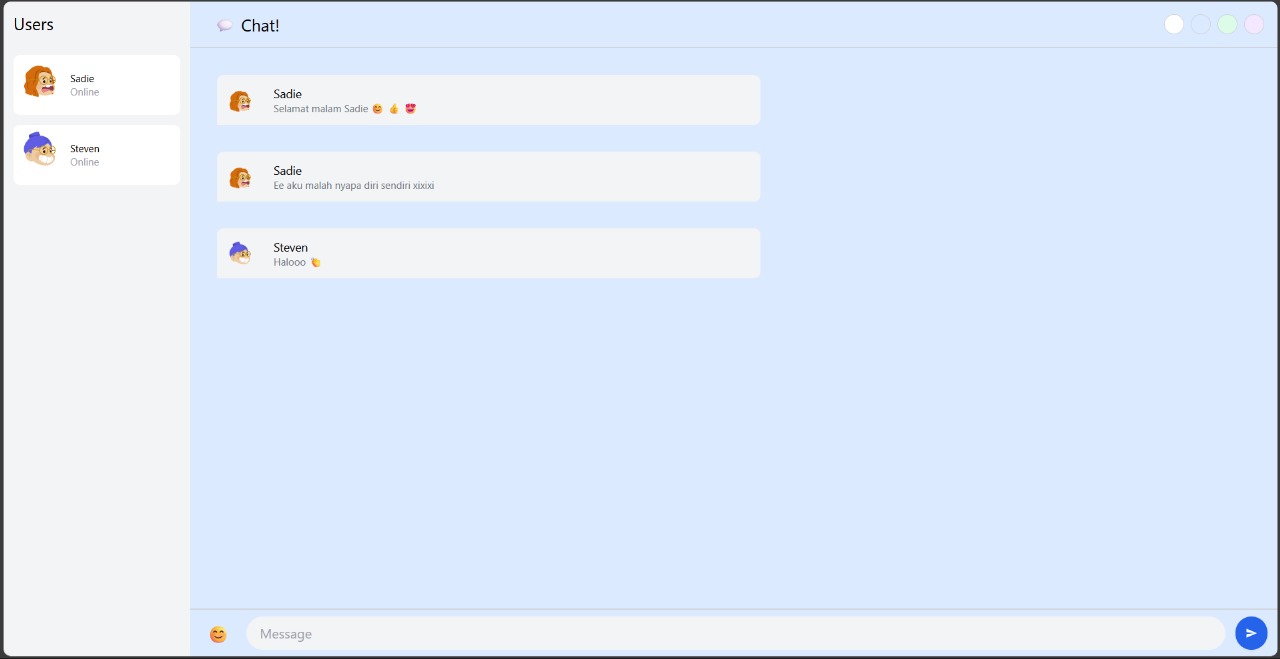 Users
Chat!
Sadie
Online
Steven
Online
Sadie
Selamat malam Sadie 😊 👍 💝
Sadie
Ee aku malah nyapa diri sendiri xixixi
Steven
Halooo 👋
Message